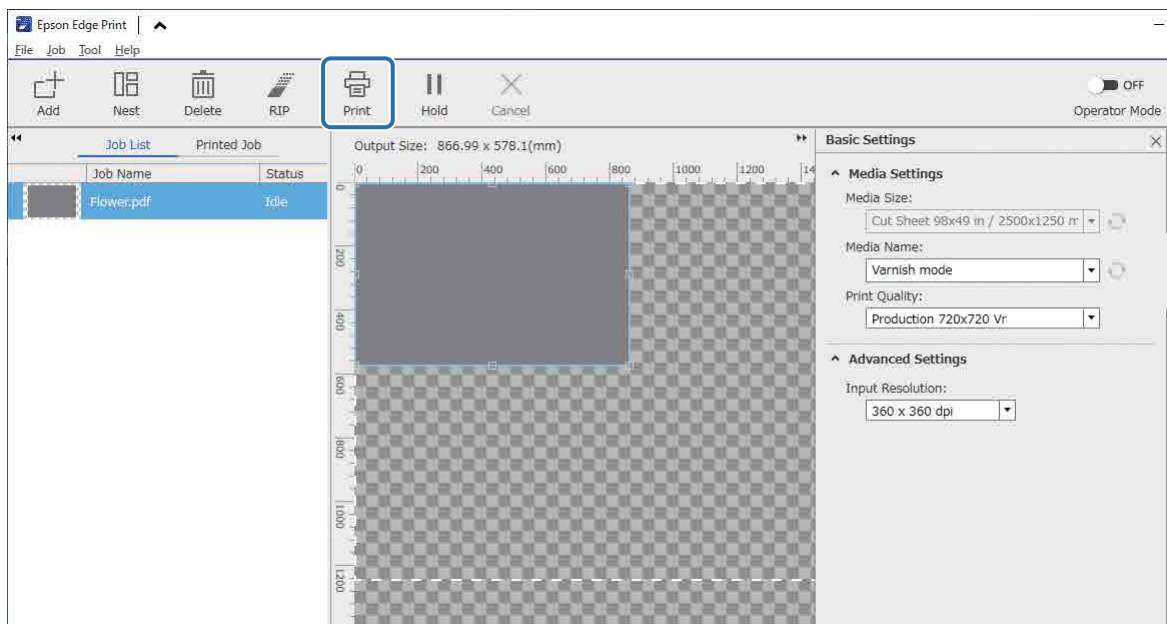 Epson Edge Print
File Job Tool Help
Add Nest Delete RIP Print Hold Cancel
OFF
Operator Mode
Job List Printed Job
Job Name Status
Flower.pdf Idle
Output Size: 866.99 x 578.1(mm)
0 200 400 600 800 1000 1200 14
0
200
400
600
800
1000
1200
Basic Settings
Media Settings
Media Size:
Cut Sheet 98x49 in / 2500x1250 m
Media Name:
Varnish mode
Print Quality:
Production 720x720 Vr
Advanced Settings
Input Resolution:
360 x 360 dpi